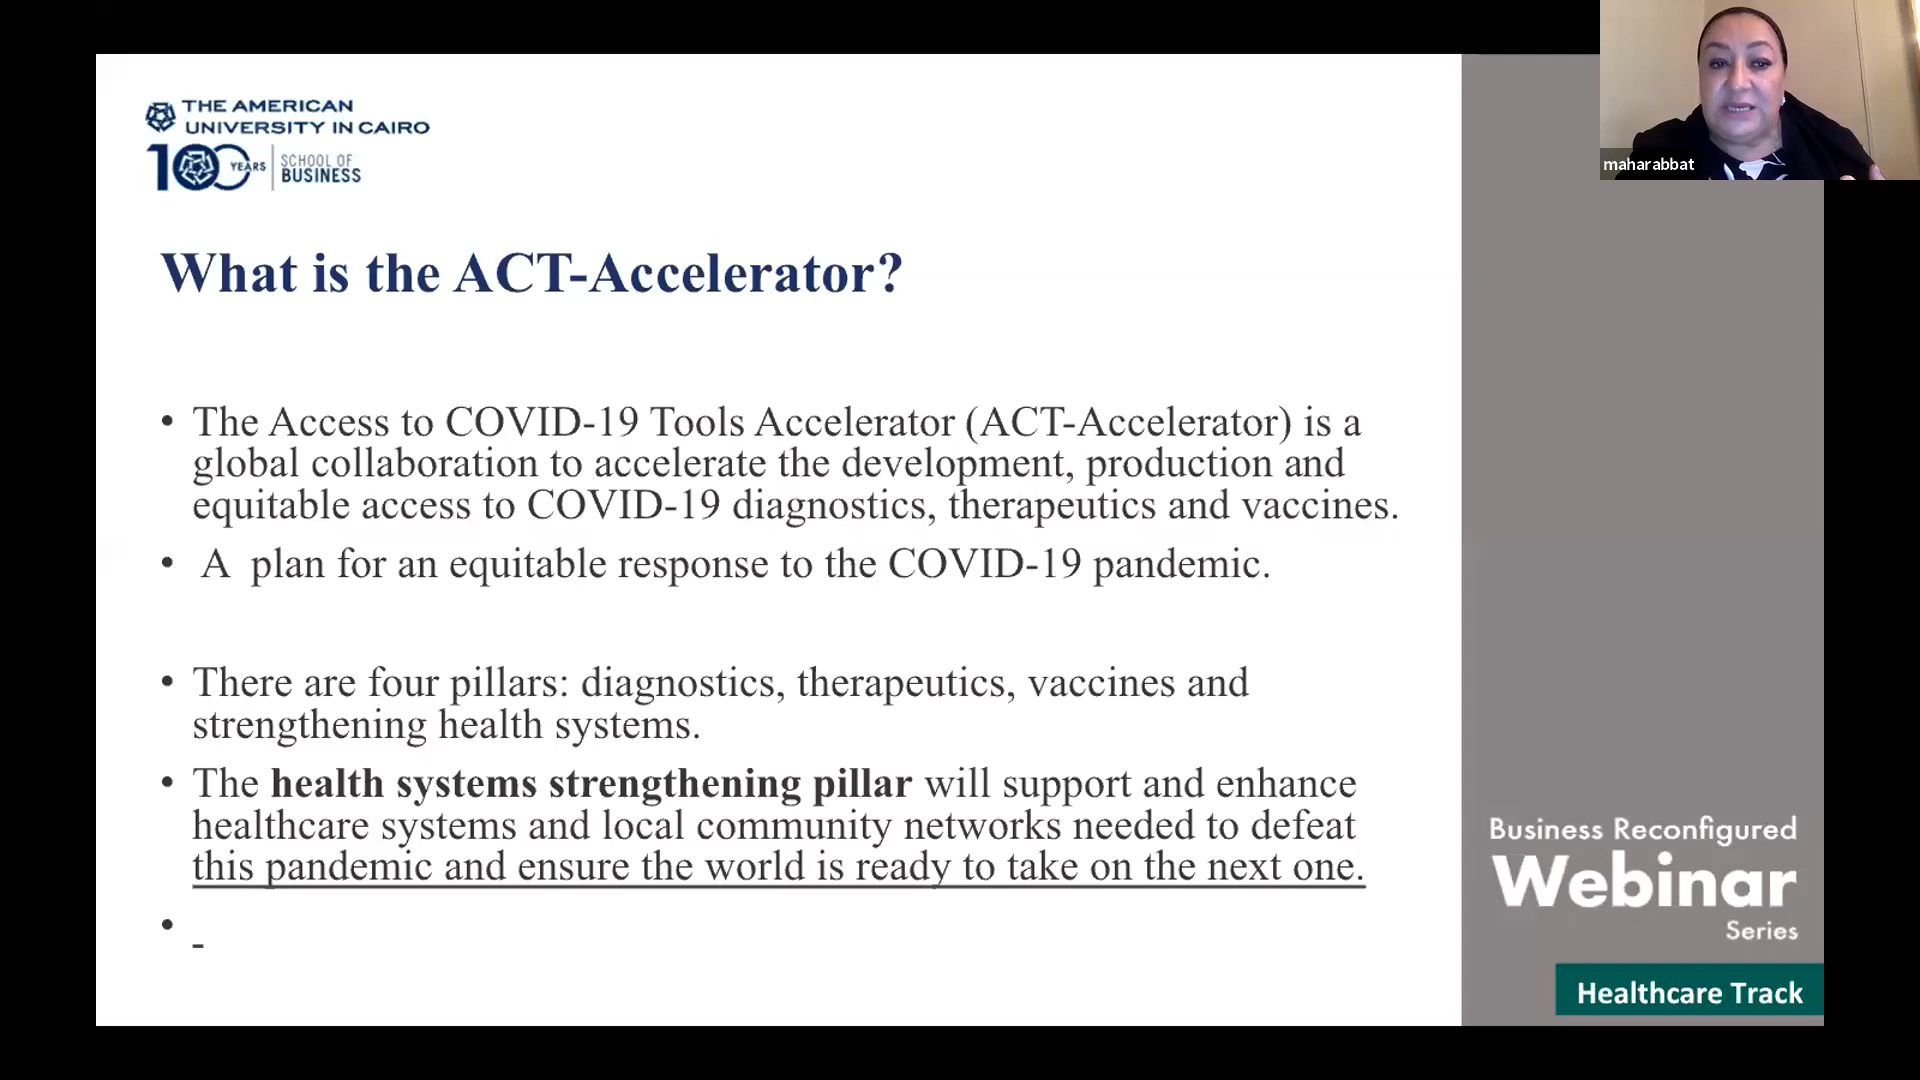 THE AMERICAN
UNIVERSITY IN CAIRO
100 YEARS
SCHOOL OF
BUSINESS
maharabbat
What is the ACT-Accelerator?
• The Access to COVID-19 Tools Accelerator (ACT-Accelerator) is a
global collaboration to accelerate the development, production and
equitable access to COVID-19 diagnostics, therapeutics and vaccines.
• A plan for an equitable response to the COVID-19 pandemic.
• There are four pillars: diagnostics, therapeutics, vaccines and
strengthening health systems.
• The health systems strengthening pillar will support and enhance
healthcare systems and local community networks needed to defeat
this pandemic and ensure the world is ready to take on the next one.
•
Business Reconfigured
Webinar
Series
Healthcare Track